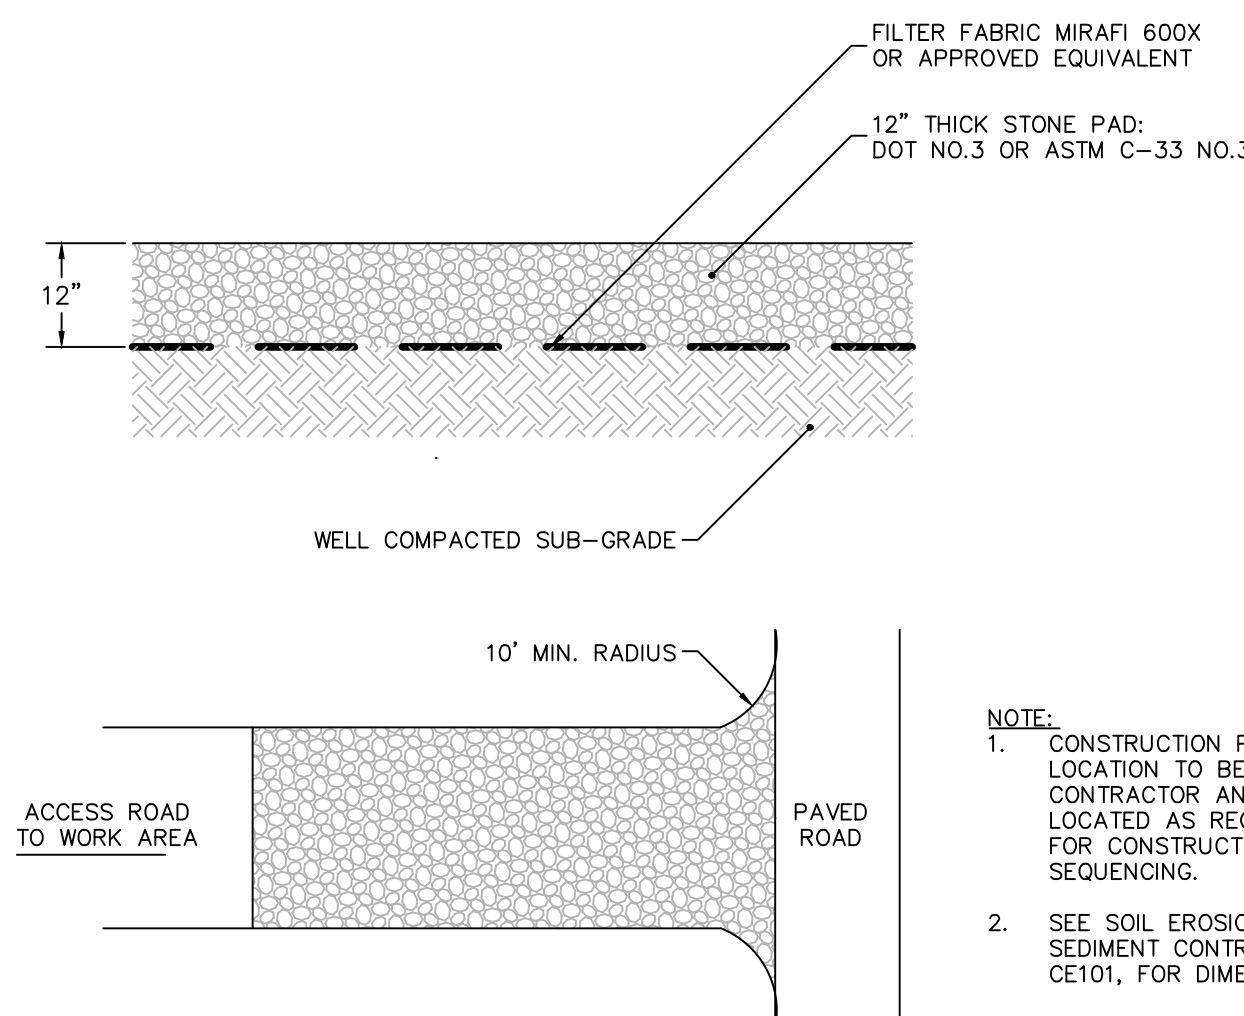 FILTER FABRIC MIRAFI 600X
OR APPROVED EQUIVALENT
12” THICK STONE PAD:
DOT NO.3 OR ASTM C-33 NO.3
12”
WELL COMPACTED SUB-GRADE
10’ MIN. RADIUS
ACCESS ROAD
TO WORK AREA
PAVED
ROAD
NOTE:
1. CONSTRUCTION
LOCATION TO BE
CONTRACTOR
LOCATED AS
FOR
SEQUENCING.
2. SEE SOIL
SEDIMENT
CE101, FOR